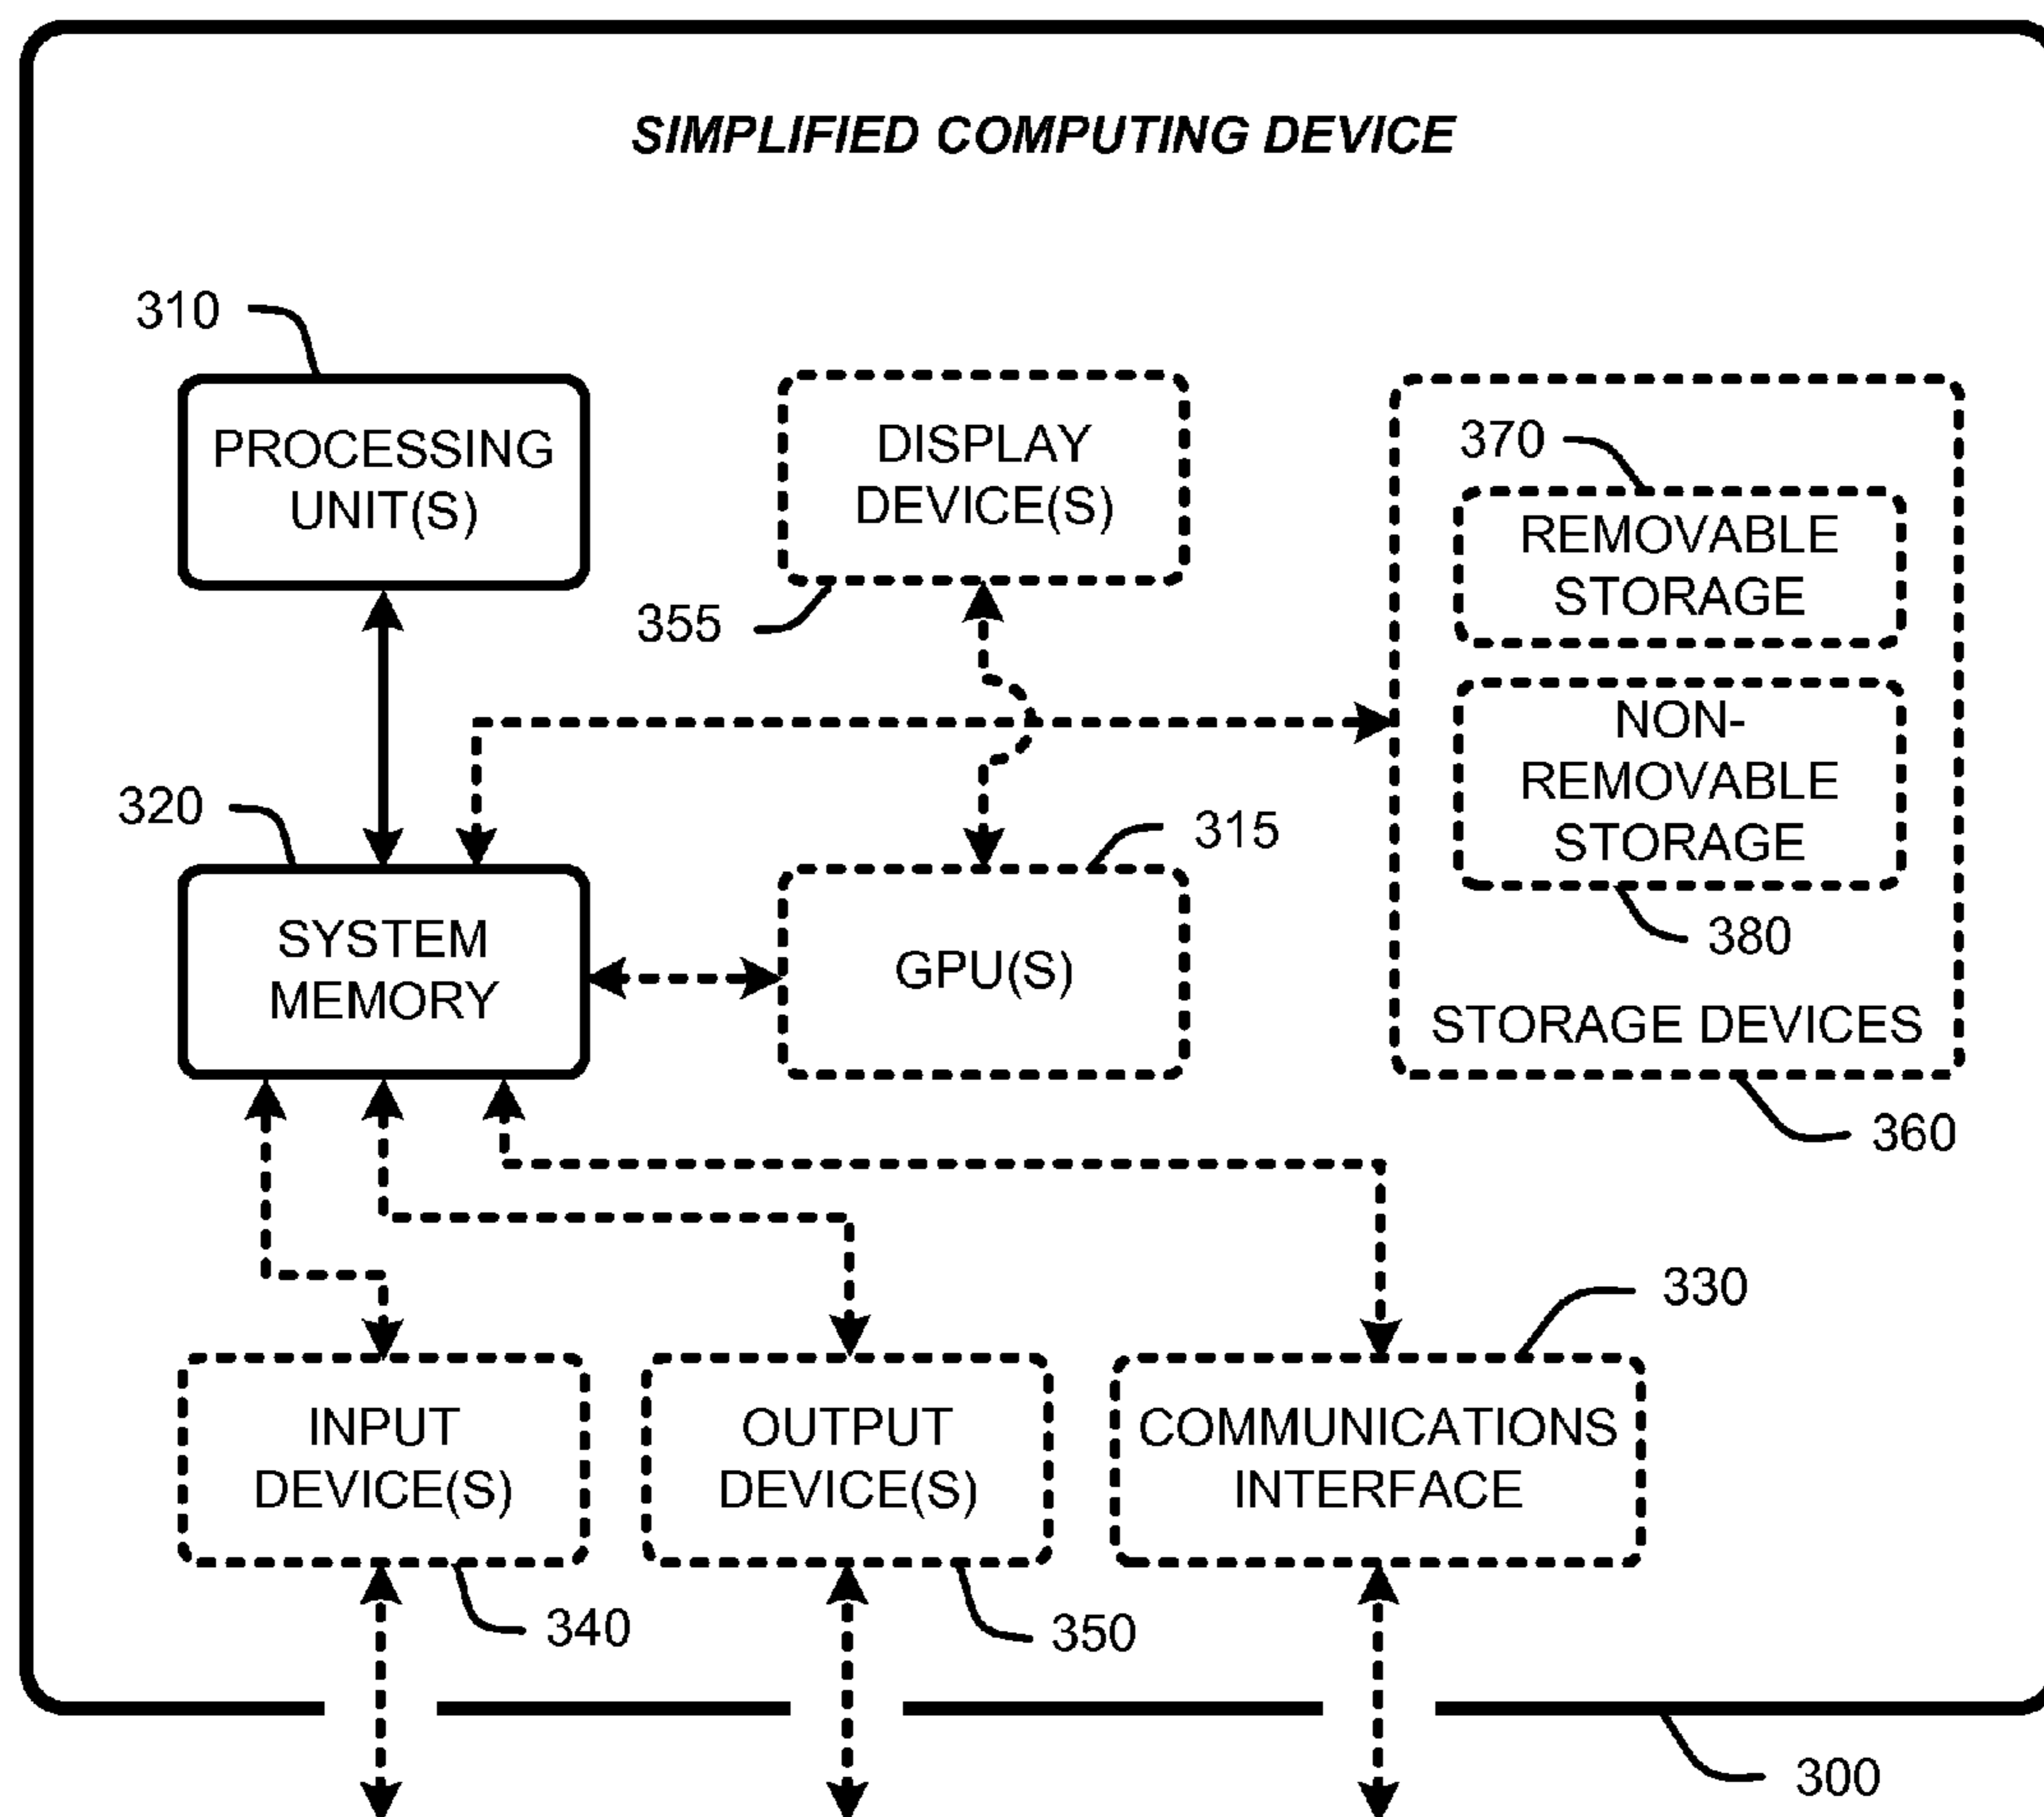 SIMPLIFIED COMPUTING DEVICE
310
PROCESSING
UNIT(S)
DISPLAY
DEVICE(S)
355
370
REMOVABLE
STORAGE
NON-
REMOVABLE
STORAGE
380
STORAGE DEVICES
360
320
SYSTEM
MEMORY
315
GPU(S)
330
INPUT
DEVICE(S)
340
OUTPUT
DEVICE(S)
350
COMMUNICATIONS
INTERFACE
300